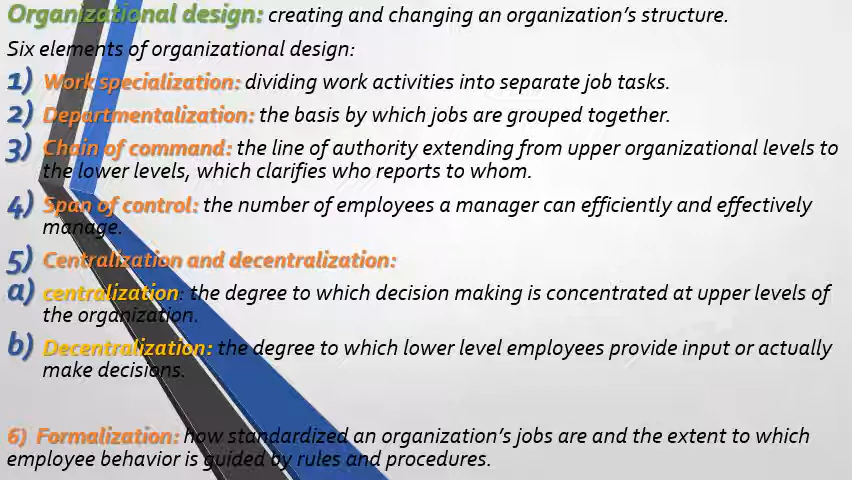 Organizational design: creating and changing an organization's structure.
Six elements of organizational design:
1) Work specialization: dividing work activities into separate job tasks.
2) Departmentalization: the basis by which jobs are grouped together.
3) Chain of command: the line of authority extending from upper organizational levels to
the lower levels, which clarifies who reports to whom.
4) Span of control: the number of employees a manager can efficiently and effectively
manage.
5) Centralization and decentralization:
a) centralization: the degree to which decision making is concentrated at upper levels of
the organization.
b) Decentralization: the degree to which lower level employees provide input or actually
make decisions.
6) Formalization: how standardized an organization's jobs are and the extent to which
employee behavior is guided by rules and procedures.